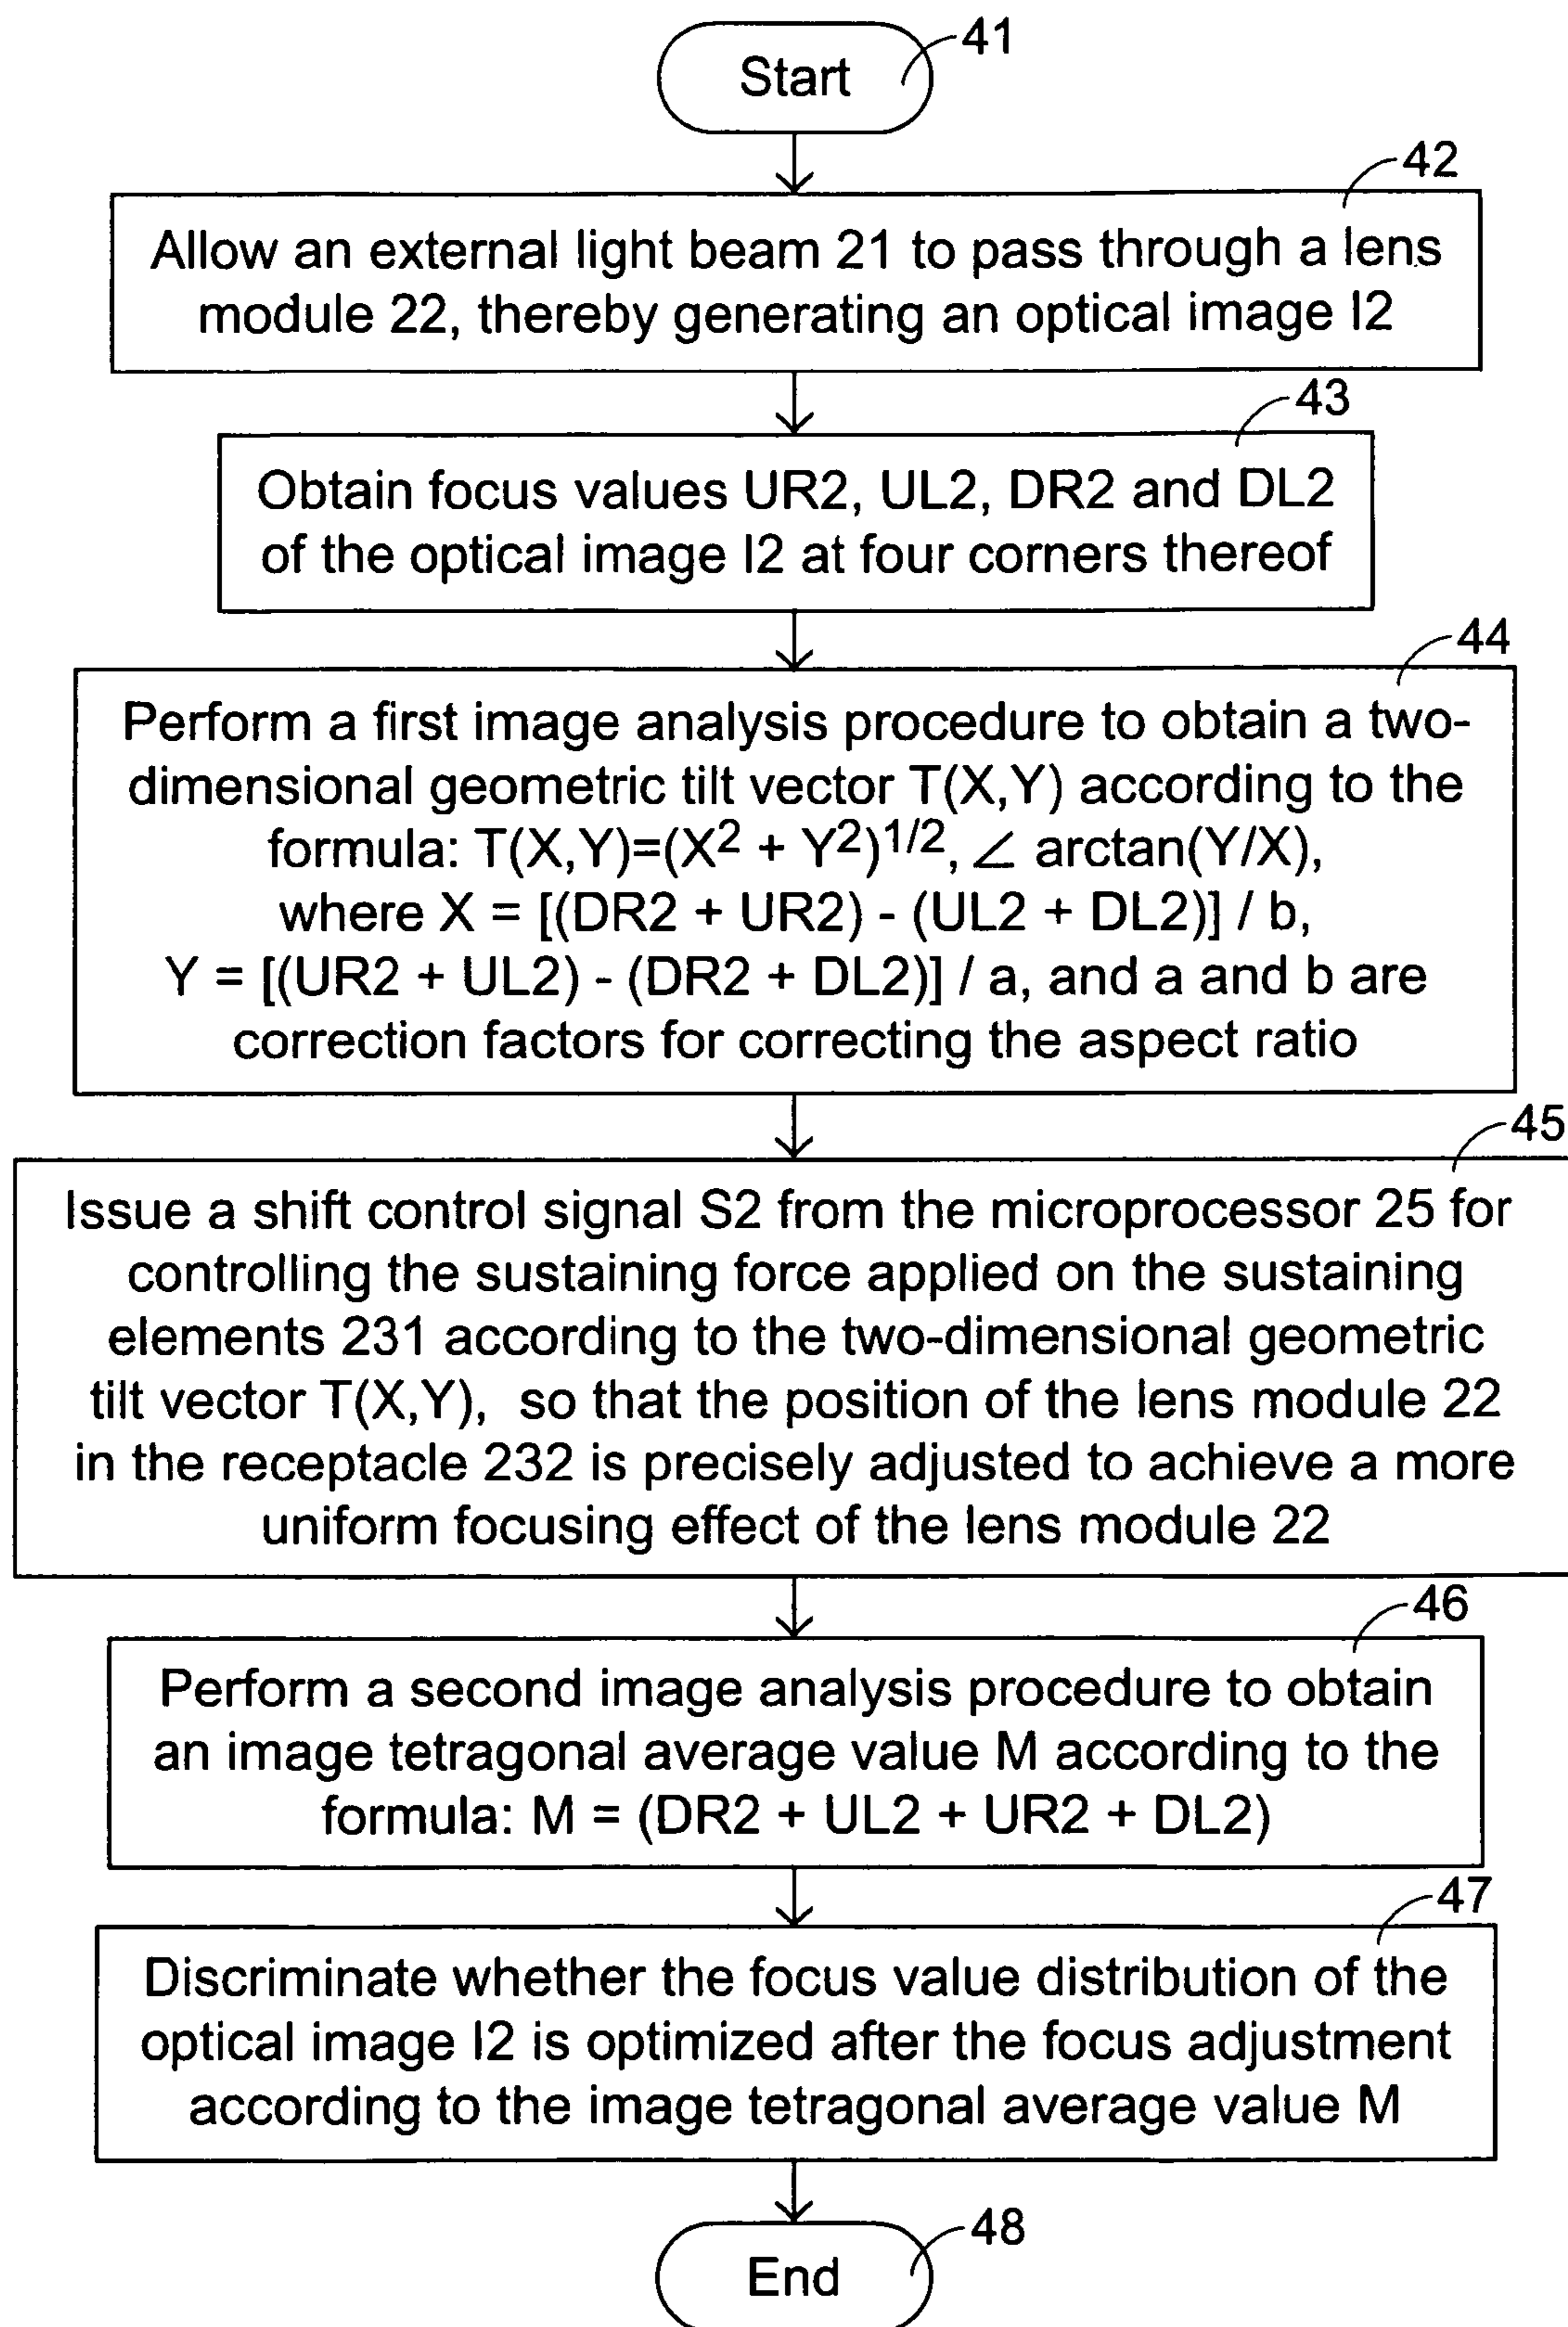 Start
41
42
Allow an external light beam 21 to pass through a lens
module 22, thereby generating an optical image I2
43
Obtain focus values UR2, UL2, DR2 and DL2
of the optical image I2 at four corners thereof
44
Perform a first image analysis procedure to obtain a two-
dimensional geometric tilt vector T(X,Y) according to the
formula: T(X,Y)=(X² + Y²)^1/2, ∠ arctan(Y/X),
where X = [(DR2 + UR2) - (UL2 + DL2)] / b,
Y = [(UR2 + UL2) - (DR2 + DL2)] / a, and a and b are
correction factors for correcting the aspect ratio
45
Issue a shift control signal S2 from the microprocessor 25 for
controlling the sustaining force applied on the sustaining
elements 231 according to the two-dimensional geometric
tilt vector T(X,Y), so that the position of the lens module 22
in the receptacle 232 is precisely adjusted to achieve a more
uniform focusing effect of the lens module 22
46
Perform a second image analysis procedure to obtain
an image tetragonal average value M according to the
formula: M = (DR2 + UL2 + UR2 + DL2)
47
Discriminate whether the focus value distribution of the
optical image I2 is optimized after the focus adjustment
according to the image tetragonal average value M
48
End